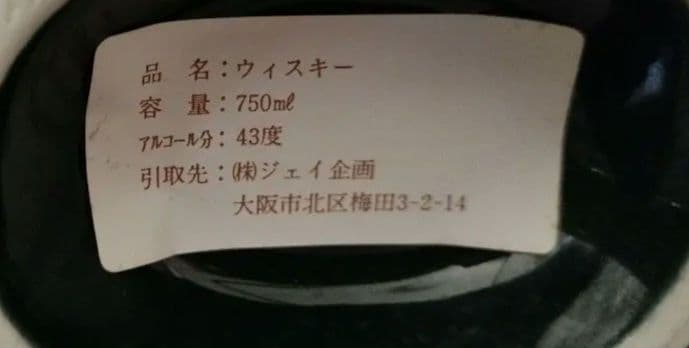 品　名：ウィスキー
容　量：750mℓ
ｱﾙｺｰﾙ分：43度
引取先：㈱ジェイ企画
大阪市北区梅田3-2-14